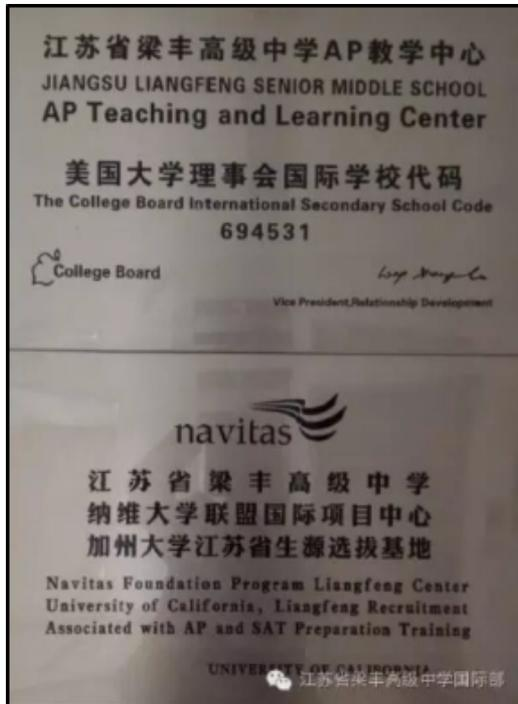 江苏省梁丰高级中学AP教学中心
JIANGSU LIANGFENG SENIOR MIDDLE SCHOOL
AP Teaching and Learning Center
美国大学理事会国际学校代码
The College Board International Secondary School Code
694531
College Board
Vice President,Relationship Development
navitas
江苏省梁丰高级中学
纳维大学联盟国际项目中心
加州大学江苏省生源选拔基地
Navitas Foundation Program Liangfeng Center
University of California, Liangfeng Recruitment
Associated with AP and SAT Preparation Training
UNIVERSITY OF CALIFORNIA
江苏省梁丰高级中学国际部